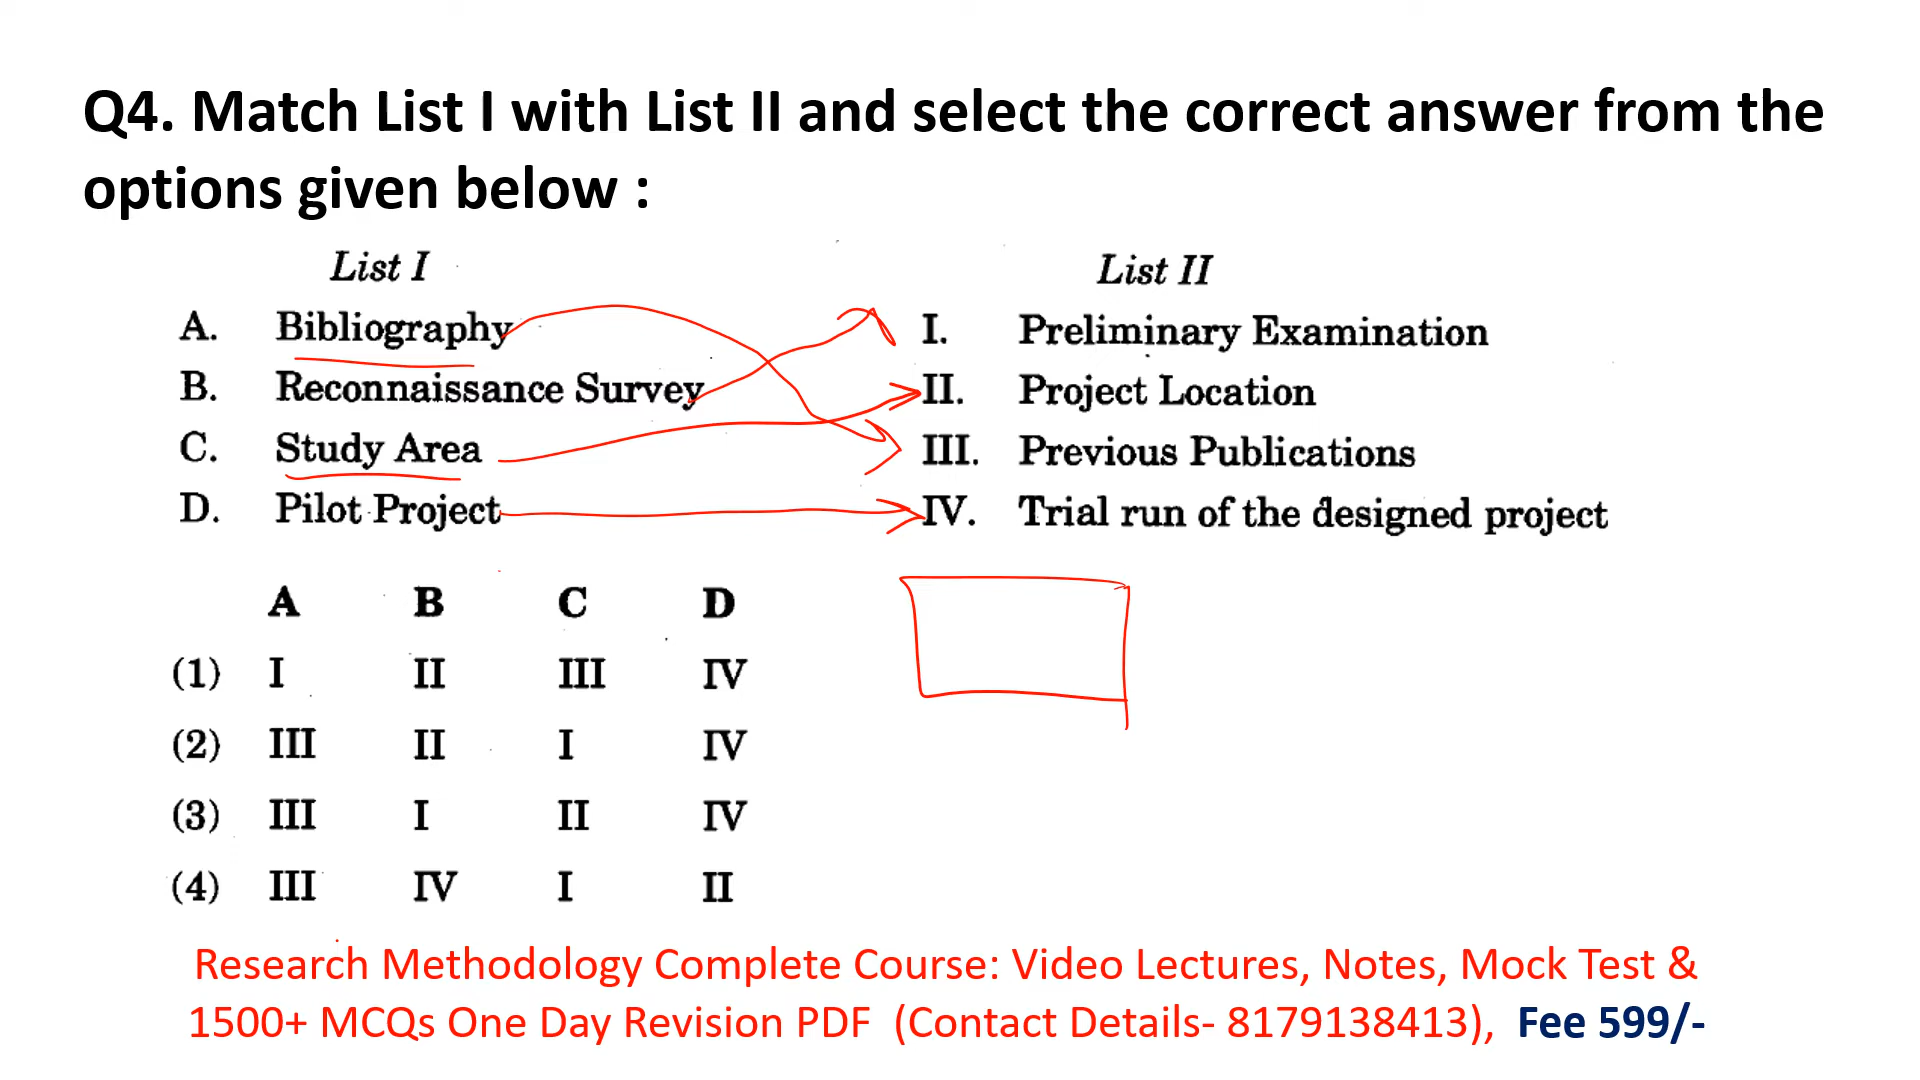 Q4. Match List I with List II and select the correct answer from the
options given below :
List I List II
A. Bibliography I. Preliminary Examination
B. Reconnaissance Survey II. Project Location
C. Study Area III. Previous Publications
D. Pilot Project IV. Trial run of the designed project
A B C D
(1) I II III IV
(2) III II I IV
(3) III I II IV
(4) III IV I II
Research Methodology Complete Course: Video Lectures, Notes, Mock Test &
1500+ MCQs One Day Revision PDF (Contact Details- 8179138413), Fee 599/-